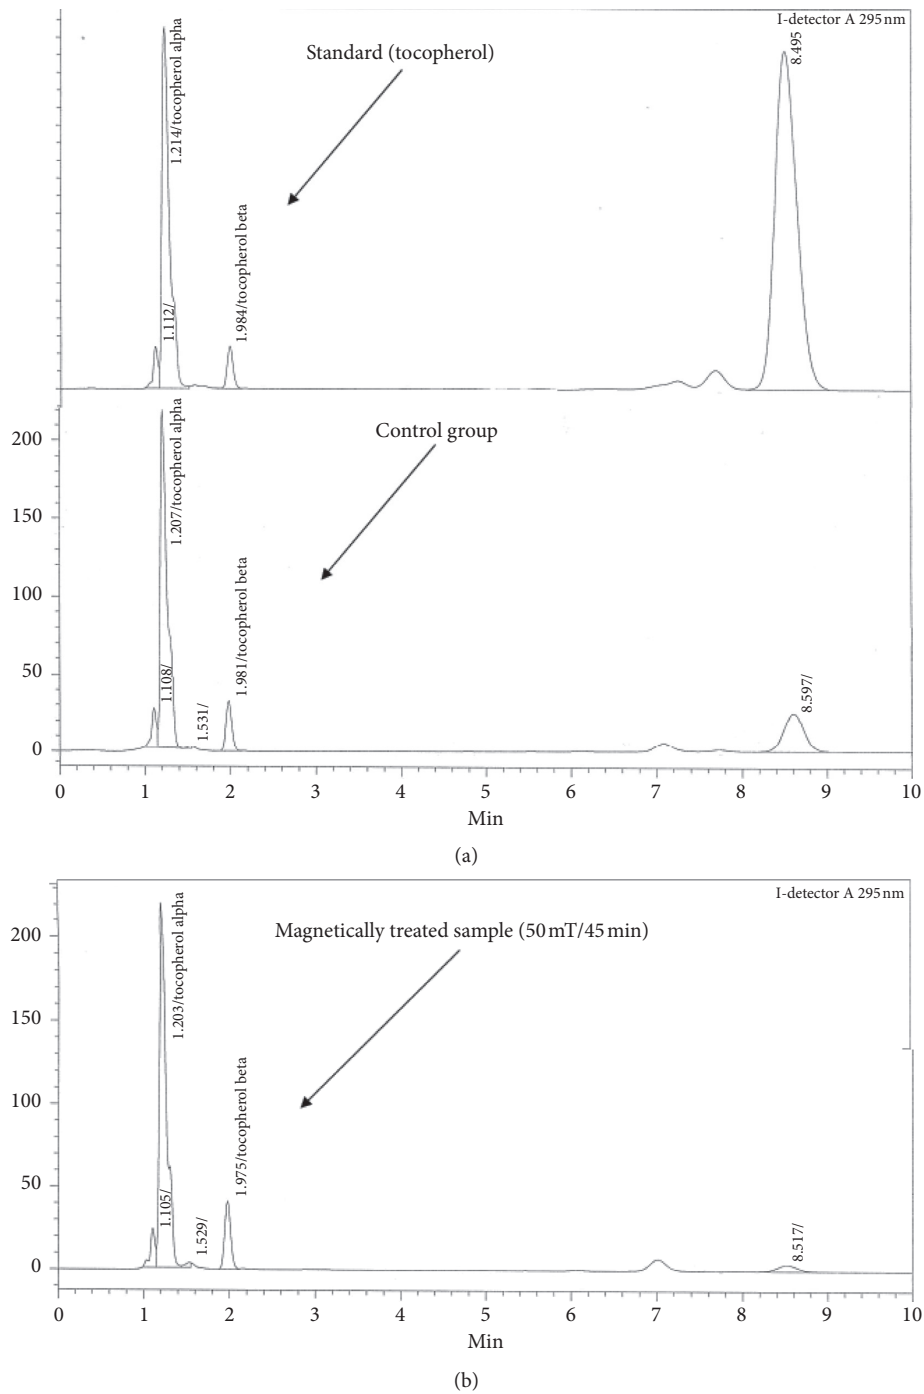 I-detector A 295 nm
Standard (tocopherol)
1.112/
1.214/tocopherol alpha
1.984/tocopherol beta
8.495
Control group
200
150
100
50
0
1.108/
1.207/tocopherol alpha
1.531/
1.981/tocopherol beta
8.597/
0 1 2 3 4 5 6 7 8 9 10
Min
(a)
I-detector A 295 nm
Magnetically treated sample (50 mT/45 min)
200
150
100
50
0
1.105/
1.203/tocopherol alpha
1.529/
1.975/tocopherol beta
8.517/
0 1 2 3 4 5 6 7 8 9 10
Min
(b)